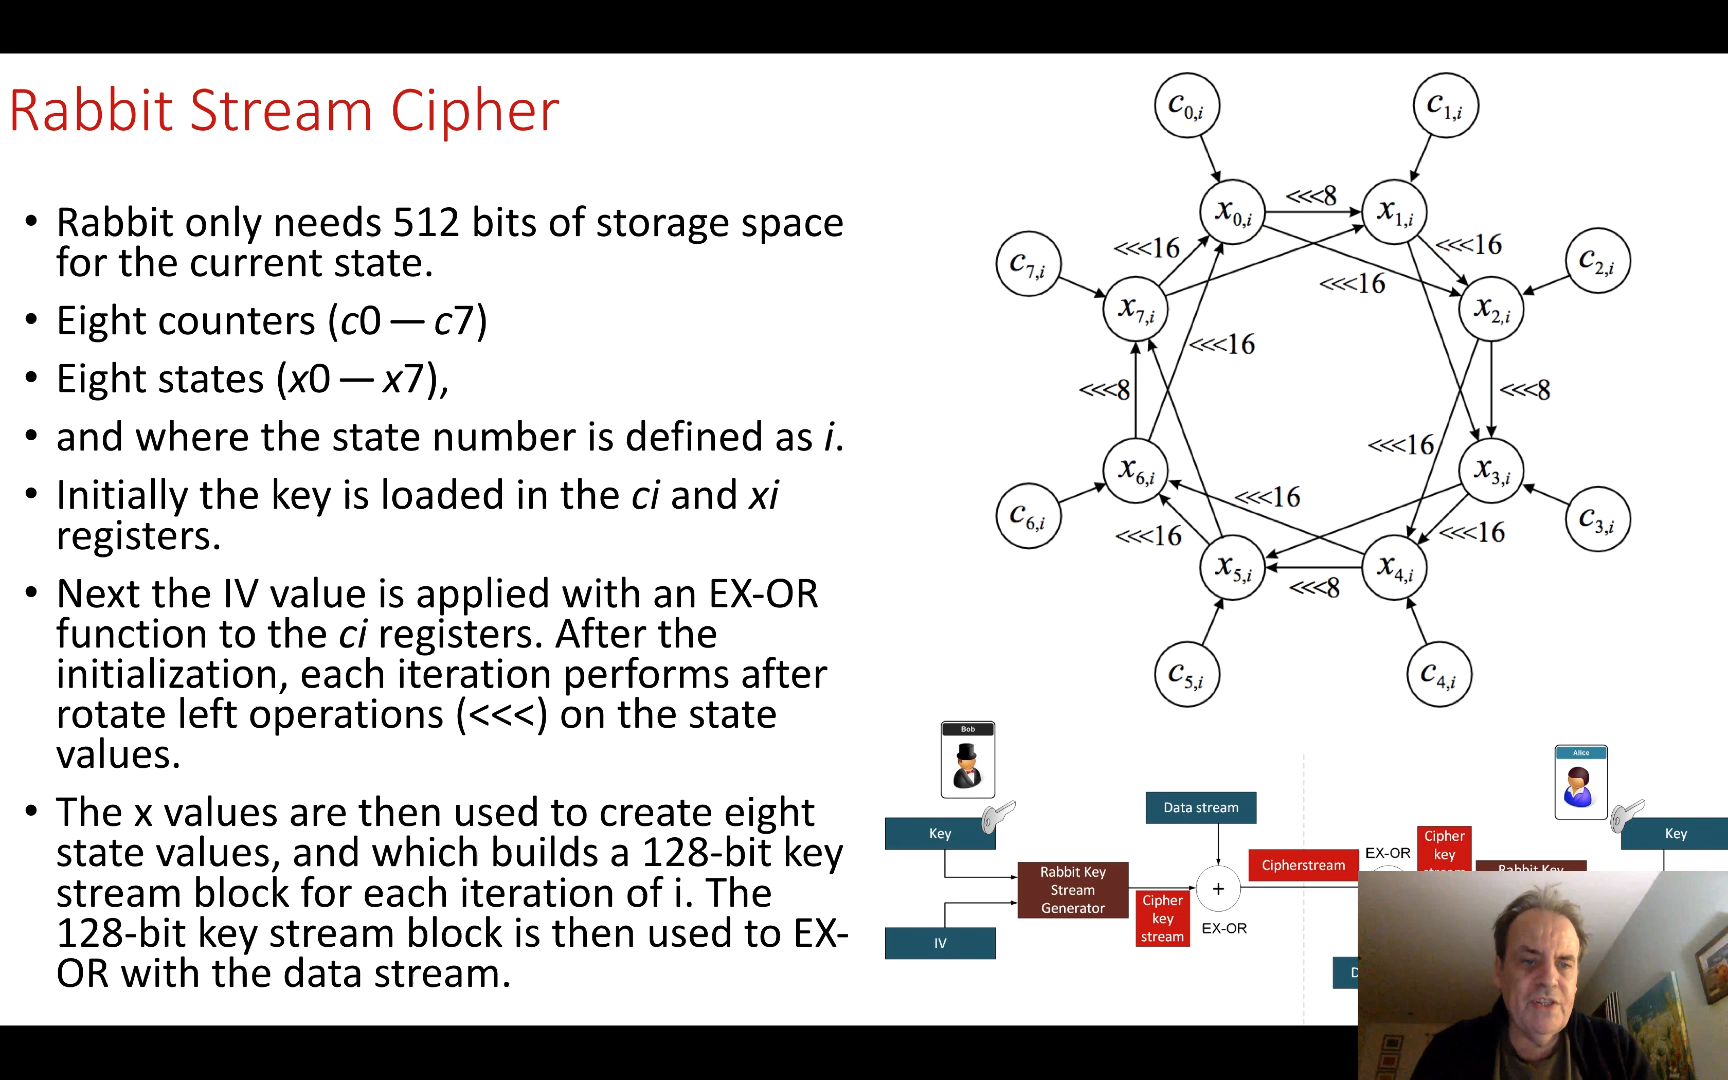 Rabbit Stream Cipher
• Rabbit only needs 512 bits of storage space
for the current state.
• Eight counters (c0 — c7)
• Eight states (x0 — x7),
• and where the state number is defined as i.
• Initially the key is loaded in the ci and xi
registers.
• Next the IV value is applied with an EX-OR
function to the ci registers. After the
initialization, each iteration performs after
rotate left operations (<<<) on the state
values.
• The x values are then used to create eight
state values, and which builds a 128-bit key
stream block for each iteration of i. The
128-bit key stream block is then used to EX-
OR with the data stream.
c0,i
c1,i
<<<8
x0,i
x1,i
<<<16
<<<16
c7,i
c2,i
<<<16
x7,i
x2,i
<<<16
<<<8
<<<8
<<<16
x6,i
x3,i
<<<16
c6,i
c3,i
<<<16
<<<16
x5,i
x4,i
<<<8
c5,i
c4,i
Bob
Alice
Key
Data stream
Key
Cipherstream
EX-OR
Cipher
key
stream
Rabbit Key
Rabbit Key
Stream
Generator
Cipher
key
stream
+
EX-OR
IV
D